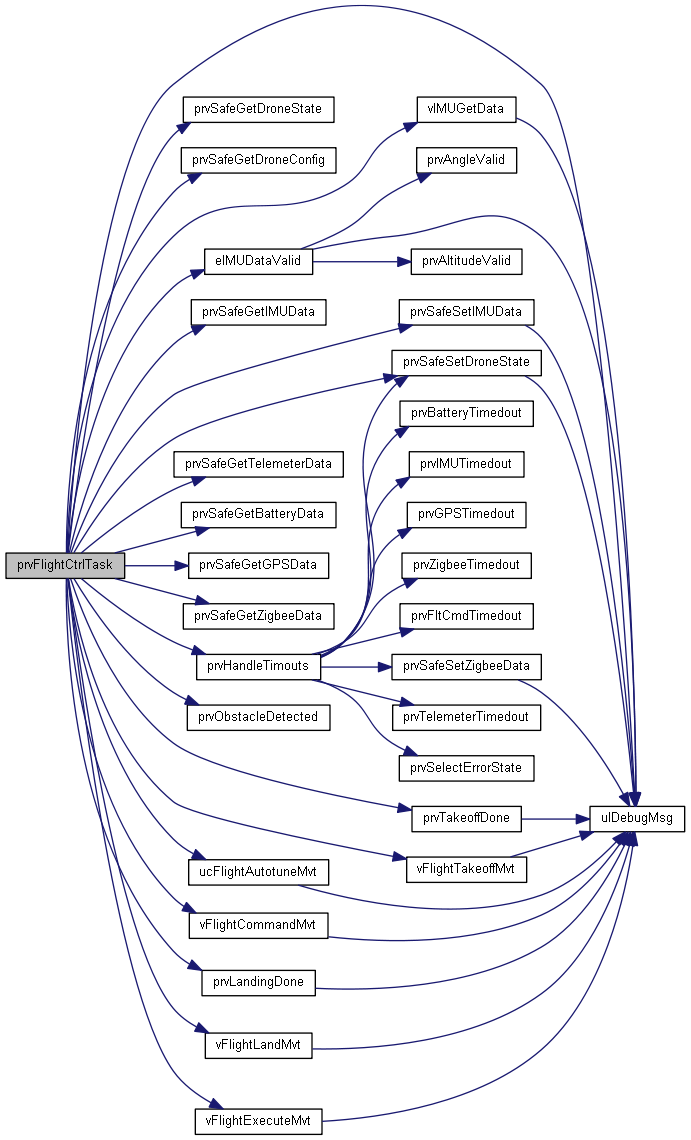 prvSafeGetDroneState
vIMUGetData
prvSafeGetDroneConfig
prvAngleValid
eIMUDataValid
prvAltitudeValid
prvSafeGetIMUData
prvSafeSetIMUData
prvSafeSetDroneState
prvBatteryTimedout
prvSafeGetTelemeterData
prvIMUTimedout
prvSafeGetBatteryData
prvGPSTimedout
prvFlightCtrlTask
prvSafeGetGPSData
prvZigbeeTimedout
prvSafeGetZigbeeData
prvFltCmdTimedout
prvHandleTimouts
prvSafeSetZigbeeData
prvObstacleDetected
prvTelemeterTimedout
prvSelectErrorState
prvTakeoffDone
ulDebugMsg
ucFlightAutotuneMvt
vFlightTakeoffMvt
vFlightCommandMvt
prvLandingDone
vFlightLandMvt
vFlightExecuteMvt